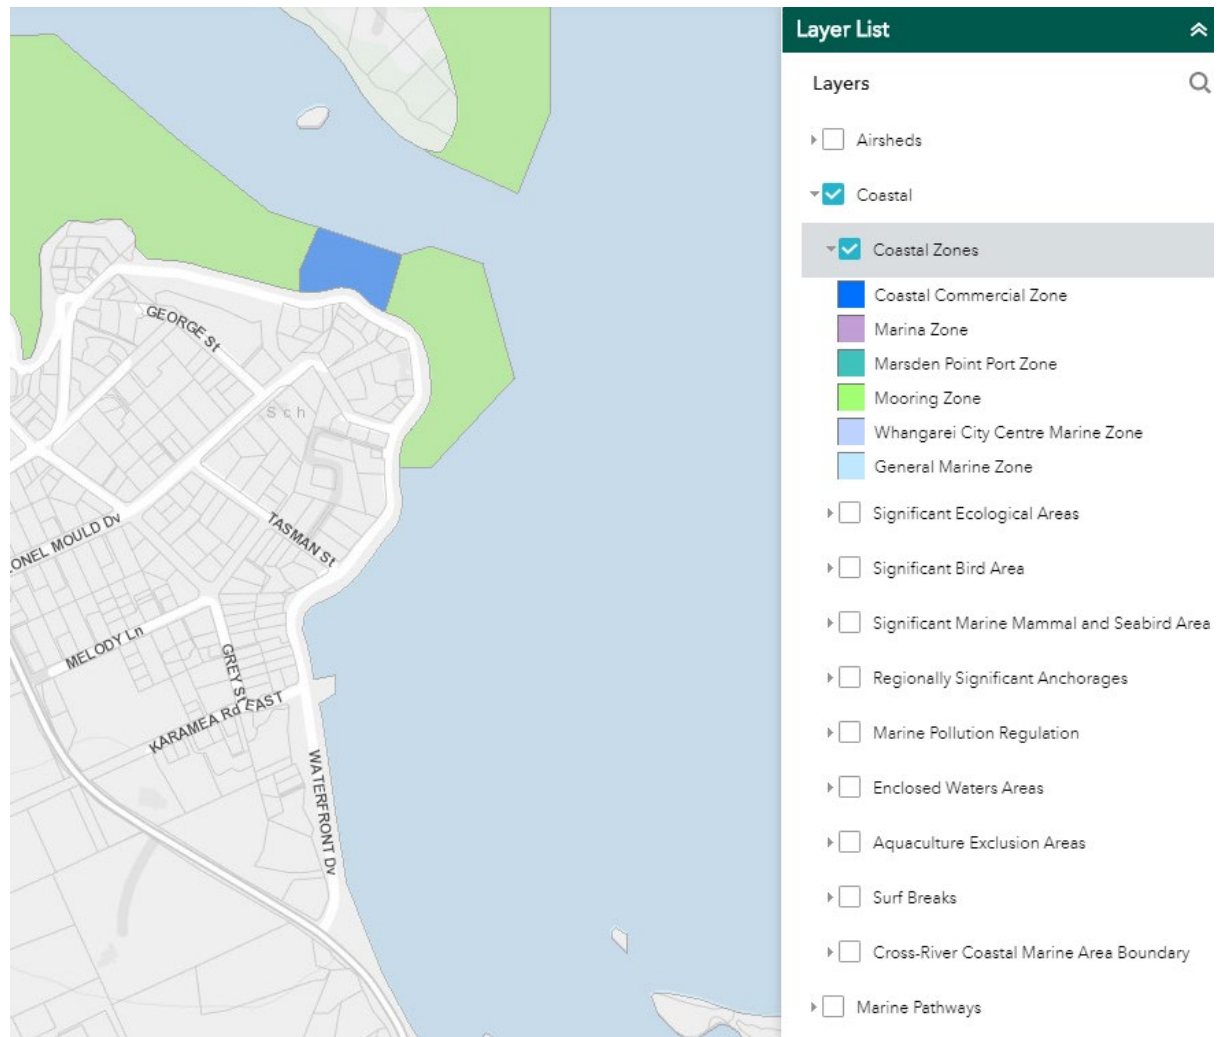 GEORGE St
Sch
ONEL MOULD Dv
TASMAN St
MELODY Ln
GREY St
KARAMEA Rd EAST
WATERFRONT Dv
Layer List
Layers
Airsheds
Coastal
Coastal Zones
Coastal Commercial Zone
Marina Zone
Marsden Point Port Zone
Mooring Zone
Whangarei City Centre Marine Zone
General Marine Zone
Significant Ecological Areas
Significant Bird Area
Significant Marine Mammal and Seabird Area
Regionally Significant Anchorages
Marine Pollution Regulation
Enclosed Waters Areas
Aquaculture Exclusion Areas
Surf Breaks
Cross-River Coastal Marine Area Boundary
Marine Pathways